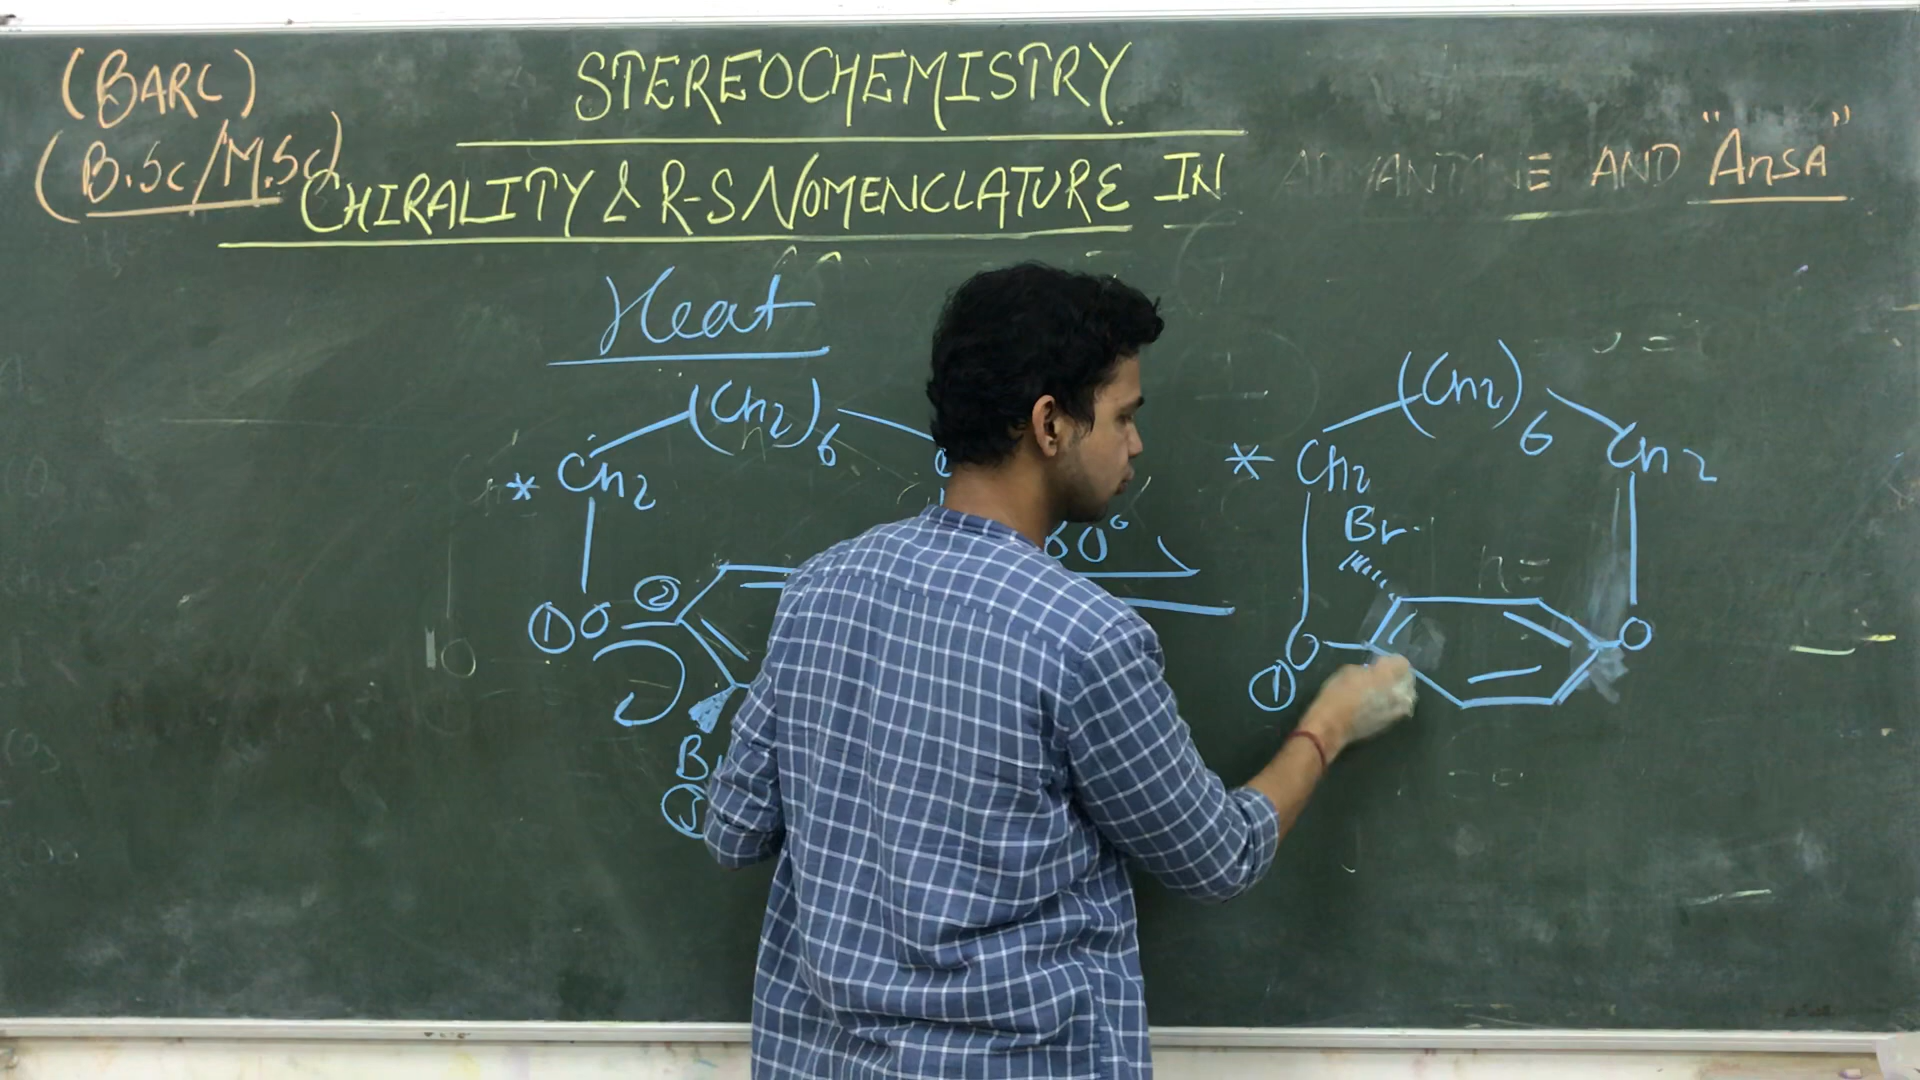 (BARC)
STEREOCHEMISTRY
(B.Sc/M.Sc)
CHIRALITY & R-S NOMENCLATURE IN AND "AnSA"
Heat
(Ch2)6
(Ch2)6
* Ch2
* Ch2
Ch2
Br
60°
① O ②
O
O
①
Br